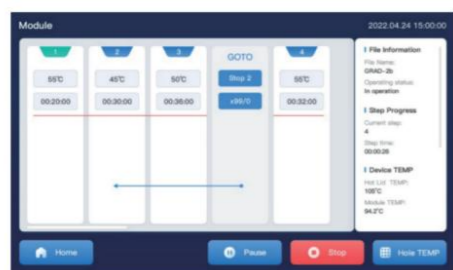 Module
2022.04.24 15:00:00
1
2
3
GOTO
4
55℃
45℃
50℃
Stop 2
55℃
00:20:00
00:30:00
00:36:00
×99/0
00:32:00
File Information
File Name:
GRAD-2b
Operating status:
In operation
Step Progress
Current step:
4
Step time:
00:00:26
Device TEMP
Hot Lid TEMP:
105°C
Module TEMP:
94.2°C
Home
Pause
Stop
Hole TEMP